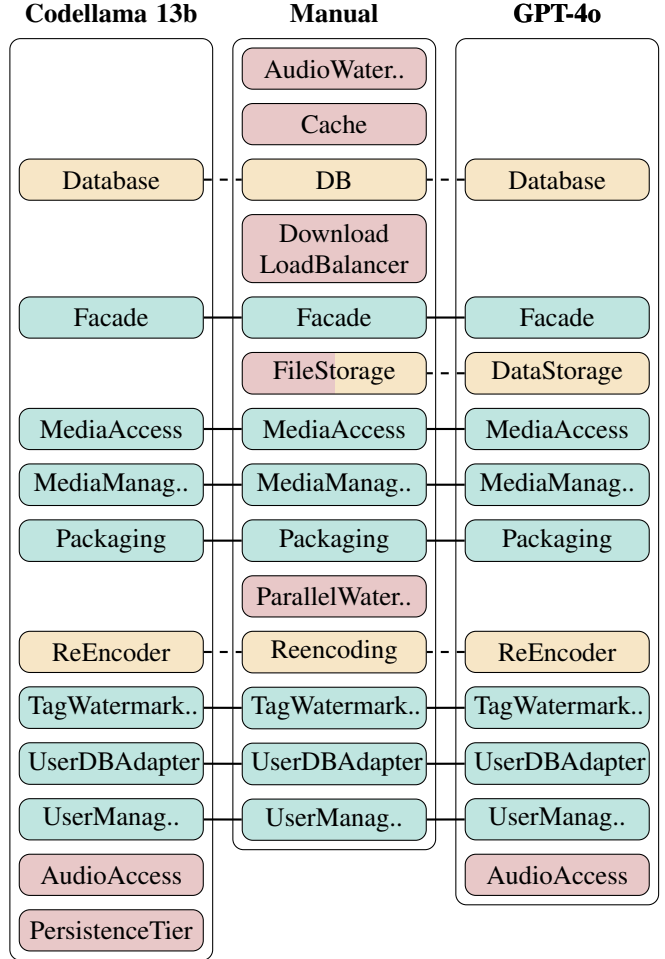 Codellama 13b Manual GPT-4o
AudioWater..
Cache
Database DB Database
Download
LoadBalancer
Facade Facade Facade
FileStorage DataStorage
MediaAccess MediaAccess MediaAccess
MediaManag.. MediaManag.. MediaManag..
Packaging Packaging Packaging
ParallelWater..
ReEncoder Reencoding ReEncoder
TagWatermark.. TagWatermark.. TagWatermark..
UserDBAdapter UserDBAdapter UserDBAdapter
UserManag.. UserManag.. UserManag..
AudioAccess AudioAccess
PersistenceTier